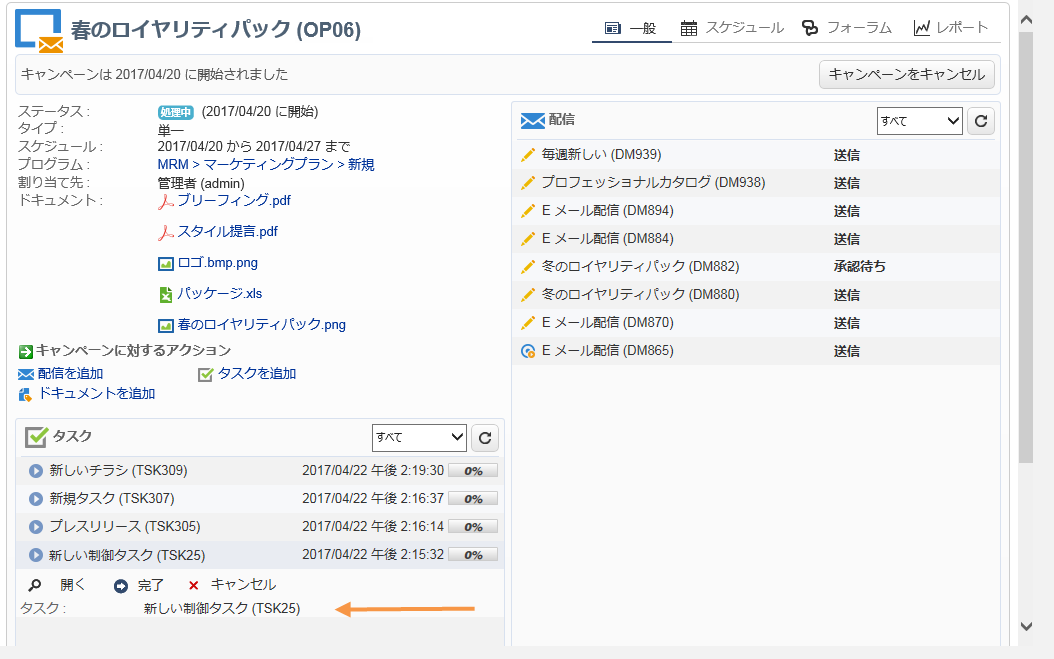 春のロイヤリティパック (OP06)
一般 スケジュール フォーラム レポート
キャンペーンは 2017/04/20 に開始されました
キャンペーンをキャンセル
ステータス : 処理中 (2017/04/20 に開始)
タイプ : 単一
スケジュール : 2017/04/20 から 2017/04/27 まで
プログラム : MRM > マーケティングプラン > 新規
割り当て先 : 管理者 (admin)
ドキュメント : ブリーフィング.pdf
スタイル提言.pdf
ロゴ.bmp.png
パッケージ.xls
春のロイヤリティパック.png
キャンペーンに対するアクション
配信を追加 タスクを追加
ドキュメントを追加
タスク すべて
新しいチラシ (TSK309) 2017/04/22 午後 2:19:30 0%
新規タスク (TSK307) 2017/04/22 午後 2:16:37 0%
プレスリリース (TSK305) 2017/04/22 午後 2:16:14 0%
新しい制御タスク (TSK25) 2017/04/22 午後 2:15:32 0%
開く 完了 キャンセル
タスク : 新しい制御タスク (TSK25)
配信 すべて
毎週新しい (DM939) 送信
プロフェッショナルカタログ (DM938) 送信
E メール配信 (DM894) 送信
E メール配信 (DM884) 送信
冬のロイヤリティパック (DM882) 承認待ち
冬のロイヤリティパック (DM880) 送信
E メール配信 (DM870) 送信
E メール配信 (DM865) 送信